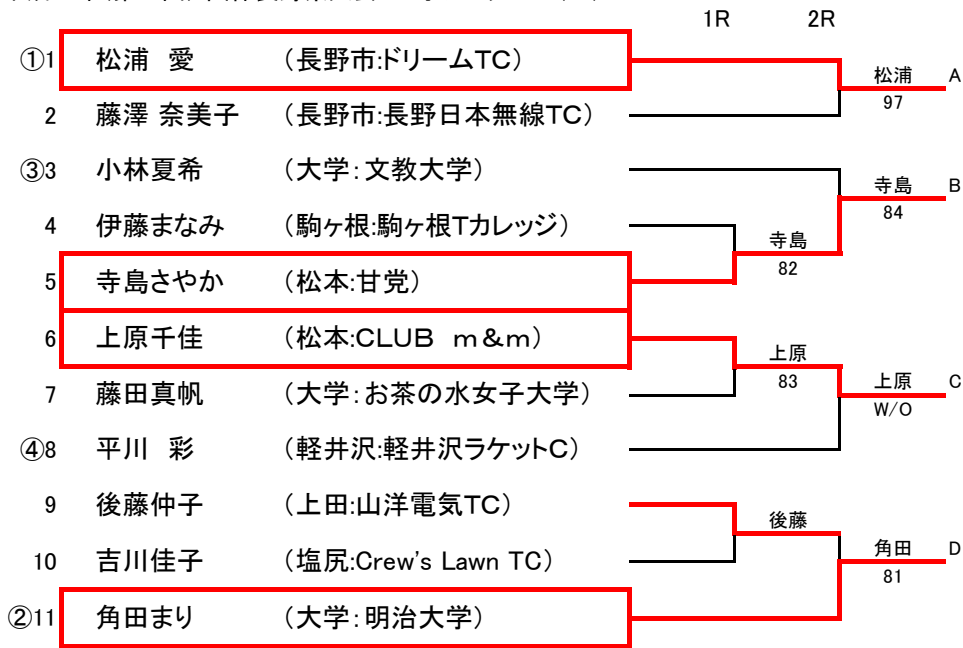 1R 2R
①1 松浦 愛 （長野市:ドリームTC）
松浦 A
97
2 藤澤 奈美子 （長野市:長野日本無線TC）
③3 小林夏希 （大学：文教大学）
寺島 B
84
4 伊藤まなみ （駒ヶ根:駒ヶ根Tカレッジ）
寺島
82
5 寺島さやか （松本:甘党）
6 上原千佳 （松本:CLUB m&m）
上原
83
上原 C
W/O
7 藤田真帆 （大学：お茶の水女子大学）
④8 平川 彩 （軽井沢:軽井沢ラケットC）
9 後藤仲子 （上田:山洋電気TC）
後藤
10 吉川佳子 （塩尻:Crew's Lawn TC）
角田 D
81
②11 角田まり （大学：明治大学）